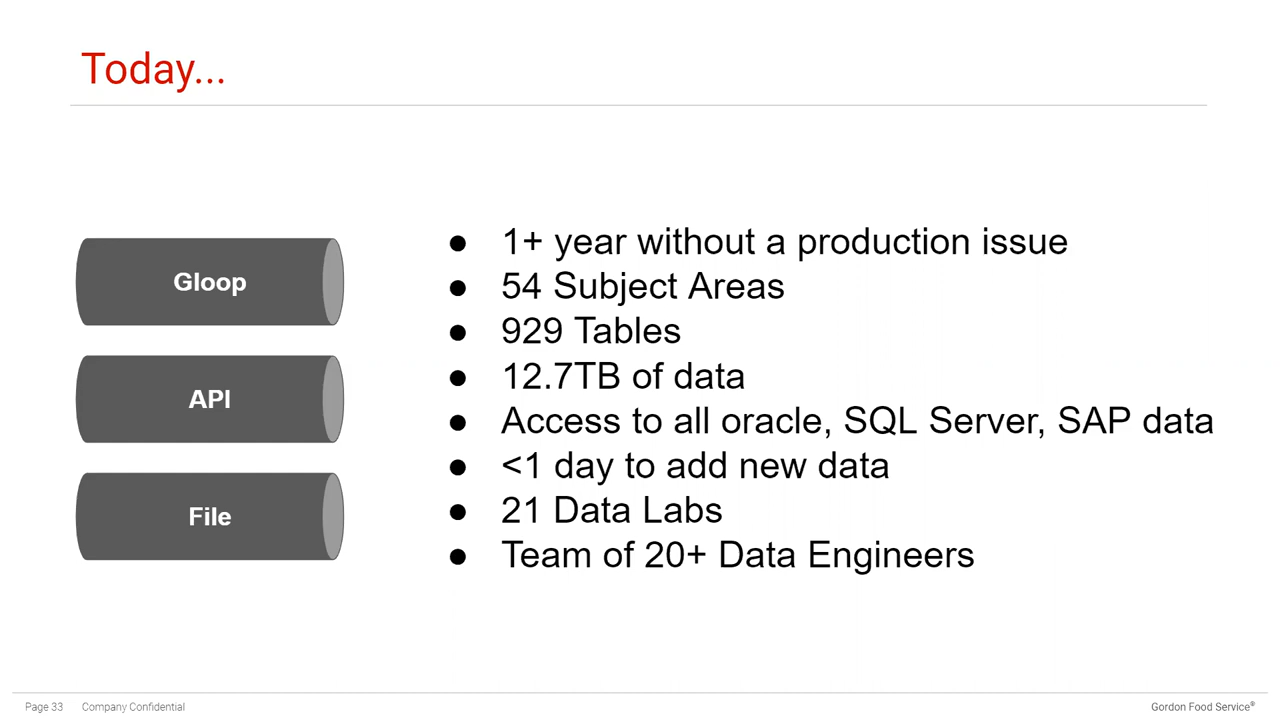 Today...
Gloop
API
File
● 1+ year without a production issue
● 54 Subject Areas
● 929 Tables
● 12.7TB of data
● Access to all oracle, SQL Server, SAP data
● <1 day to add new data
● 21 Data Labs
● Team of 20+ Data Engineers
Page 33 Company Confidential Gordon Food Service®